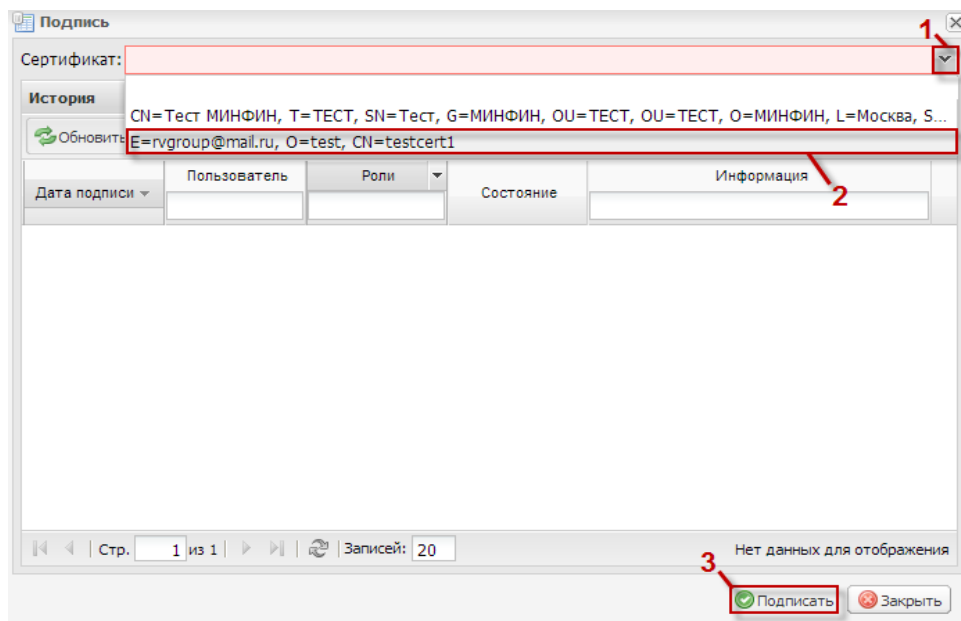 Подпись
1
Сертификат:
История
CN=Тест МИНФИН, T=ТЕСТ, SN=Тест, G=МИНФИН, OU=ТЕСТ, OU=ТЕСТ, O=МИНФИН, L=Москва, S...
Обновить
E=rvgroup@mail.ru, O=test, CN=testcert1
2
Дата подписи
Пользователь
Роли
Состояние
Информация
Стр. 1 из 1 Записей: 20 Нет данных для отображения
3
Подписать Закрыть